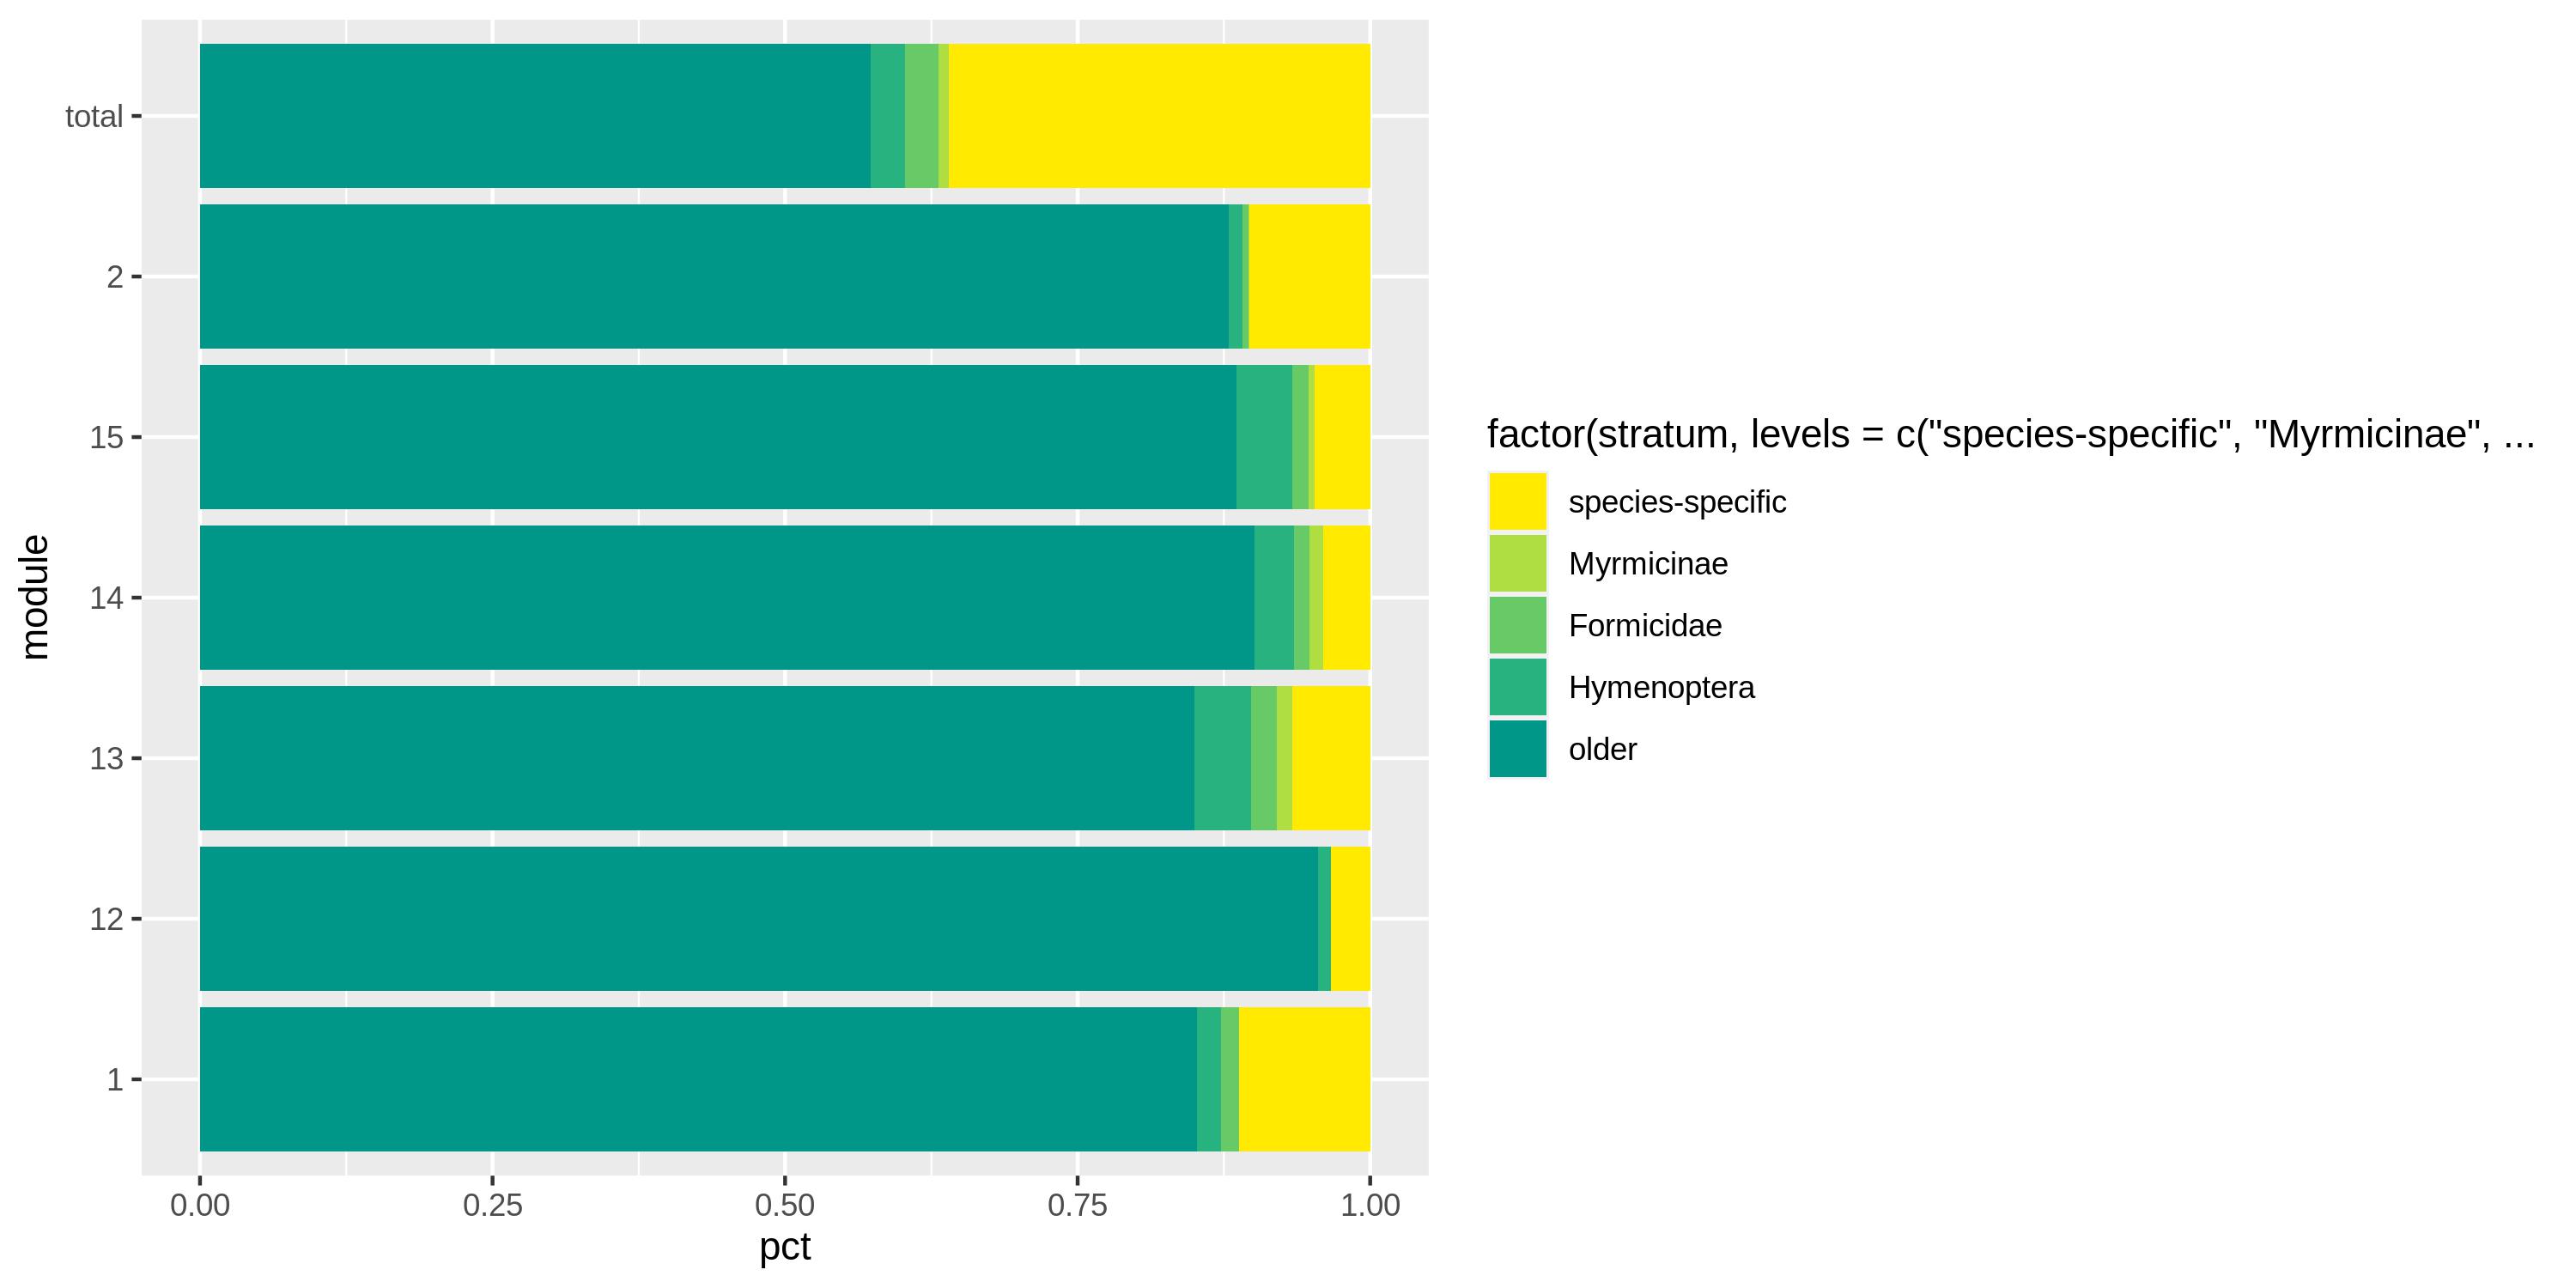 total
2
15
14
13
12
1
module
0.00 0.25 0.50 0.75 1.00
pct
factor(stratum, levels = c("species-specific", "Myrmicinae", ...
species-specific
Myrmicinae
Formicidae
Hymenoptera
older